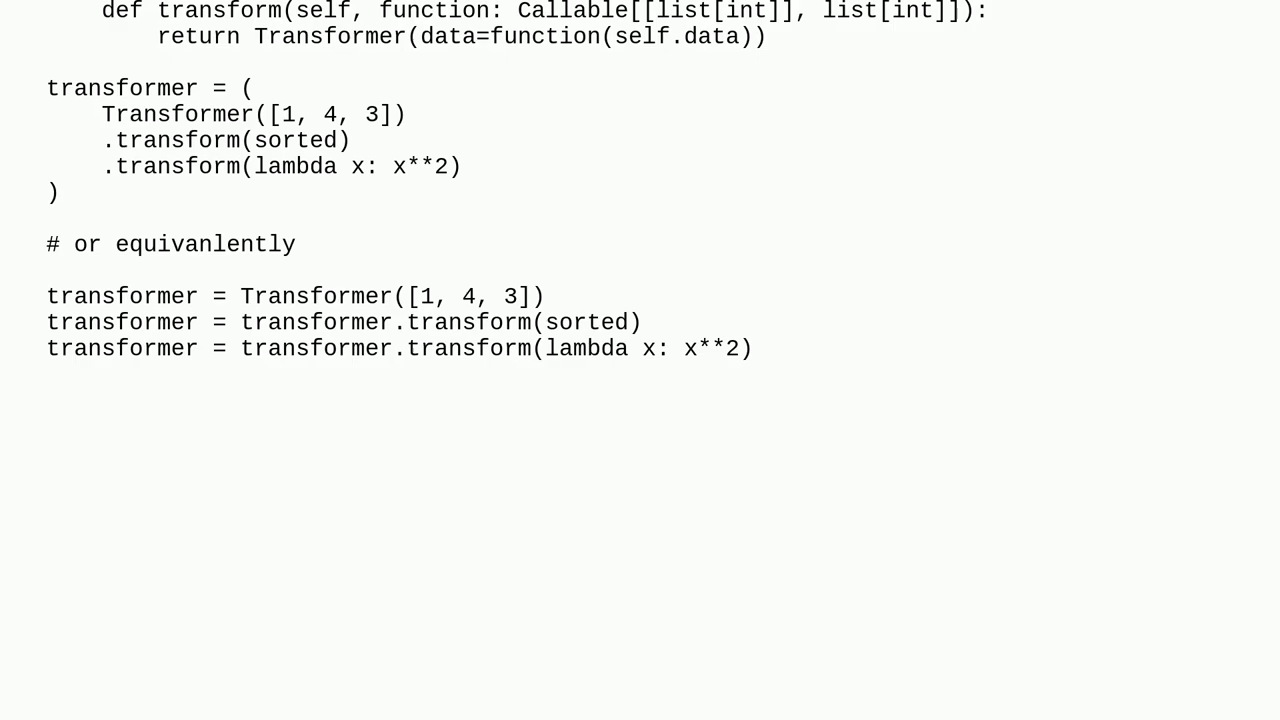 def transform(self, function: Callable[[list[int]], list[int]]):
return Transformer(data=function(self.data))
transformer = (
Transformer([1, 4, 3])
.transform(sorted)
.transform(lambda x: x**2)
)
# or equivanlently
transformer = Transformer([1, 4, 3])
transformer = transformer.transform(sorted)
transformer = transformer.transform(lambda x: x**2)